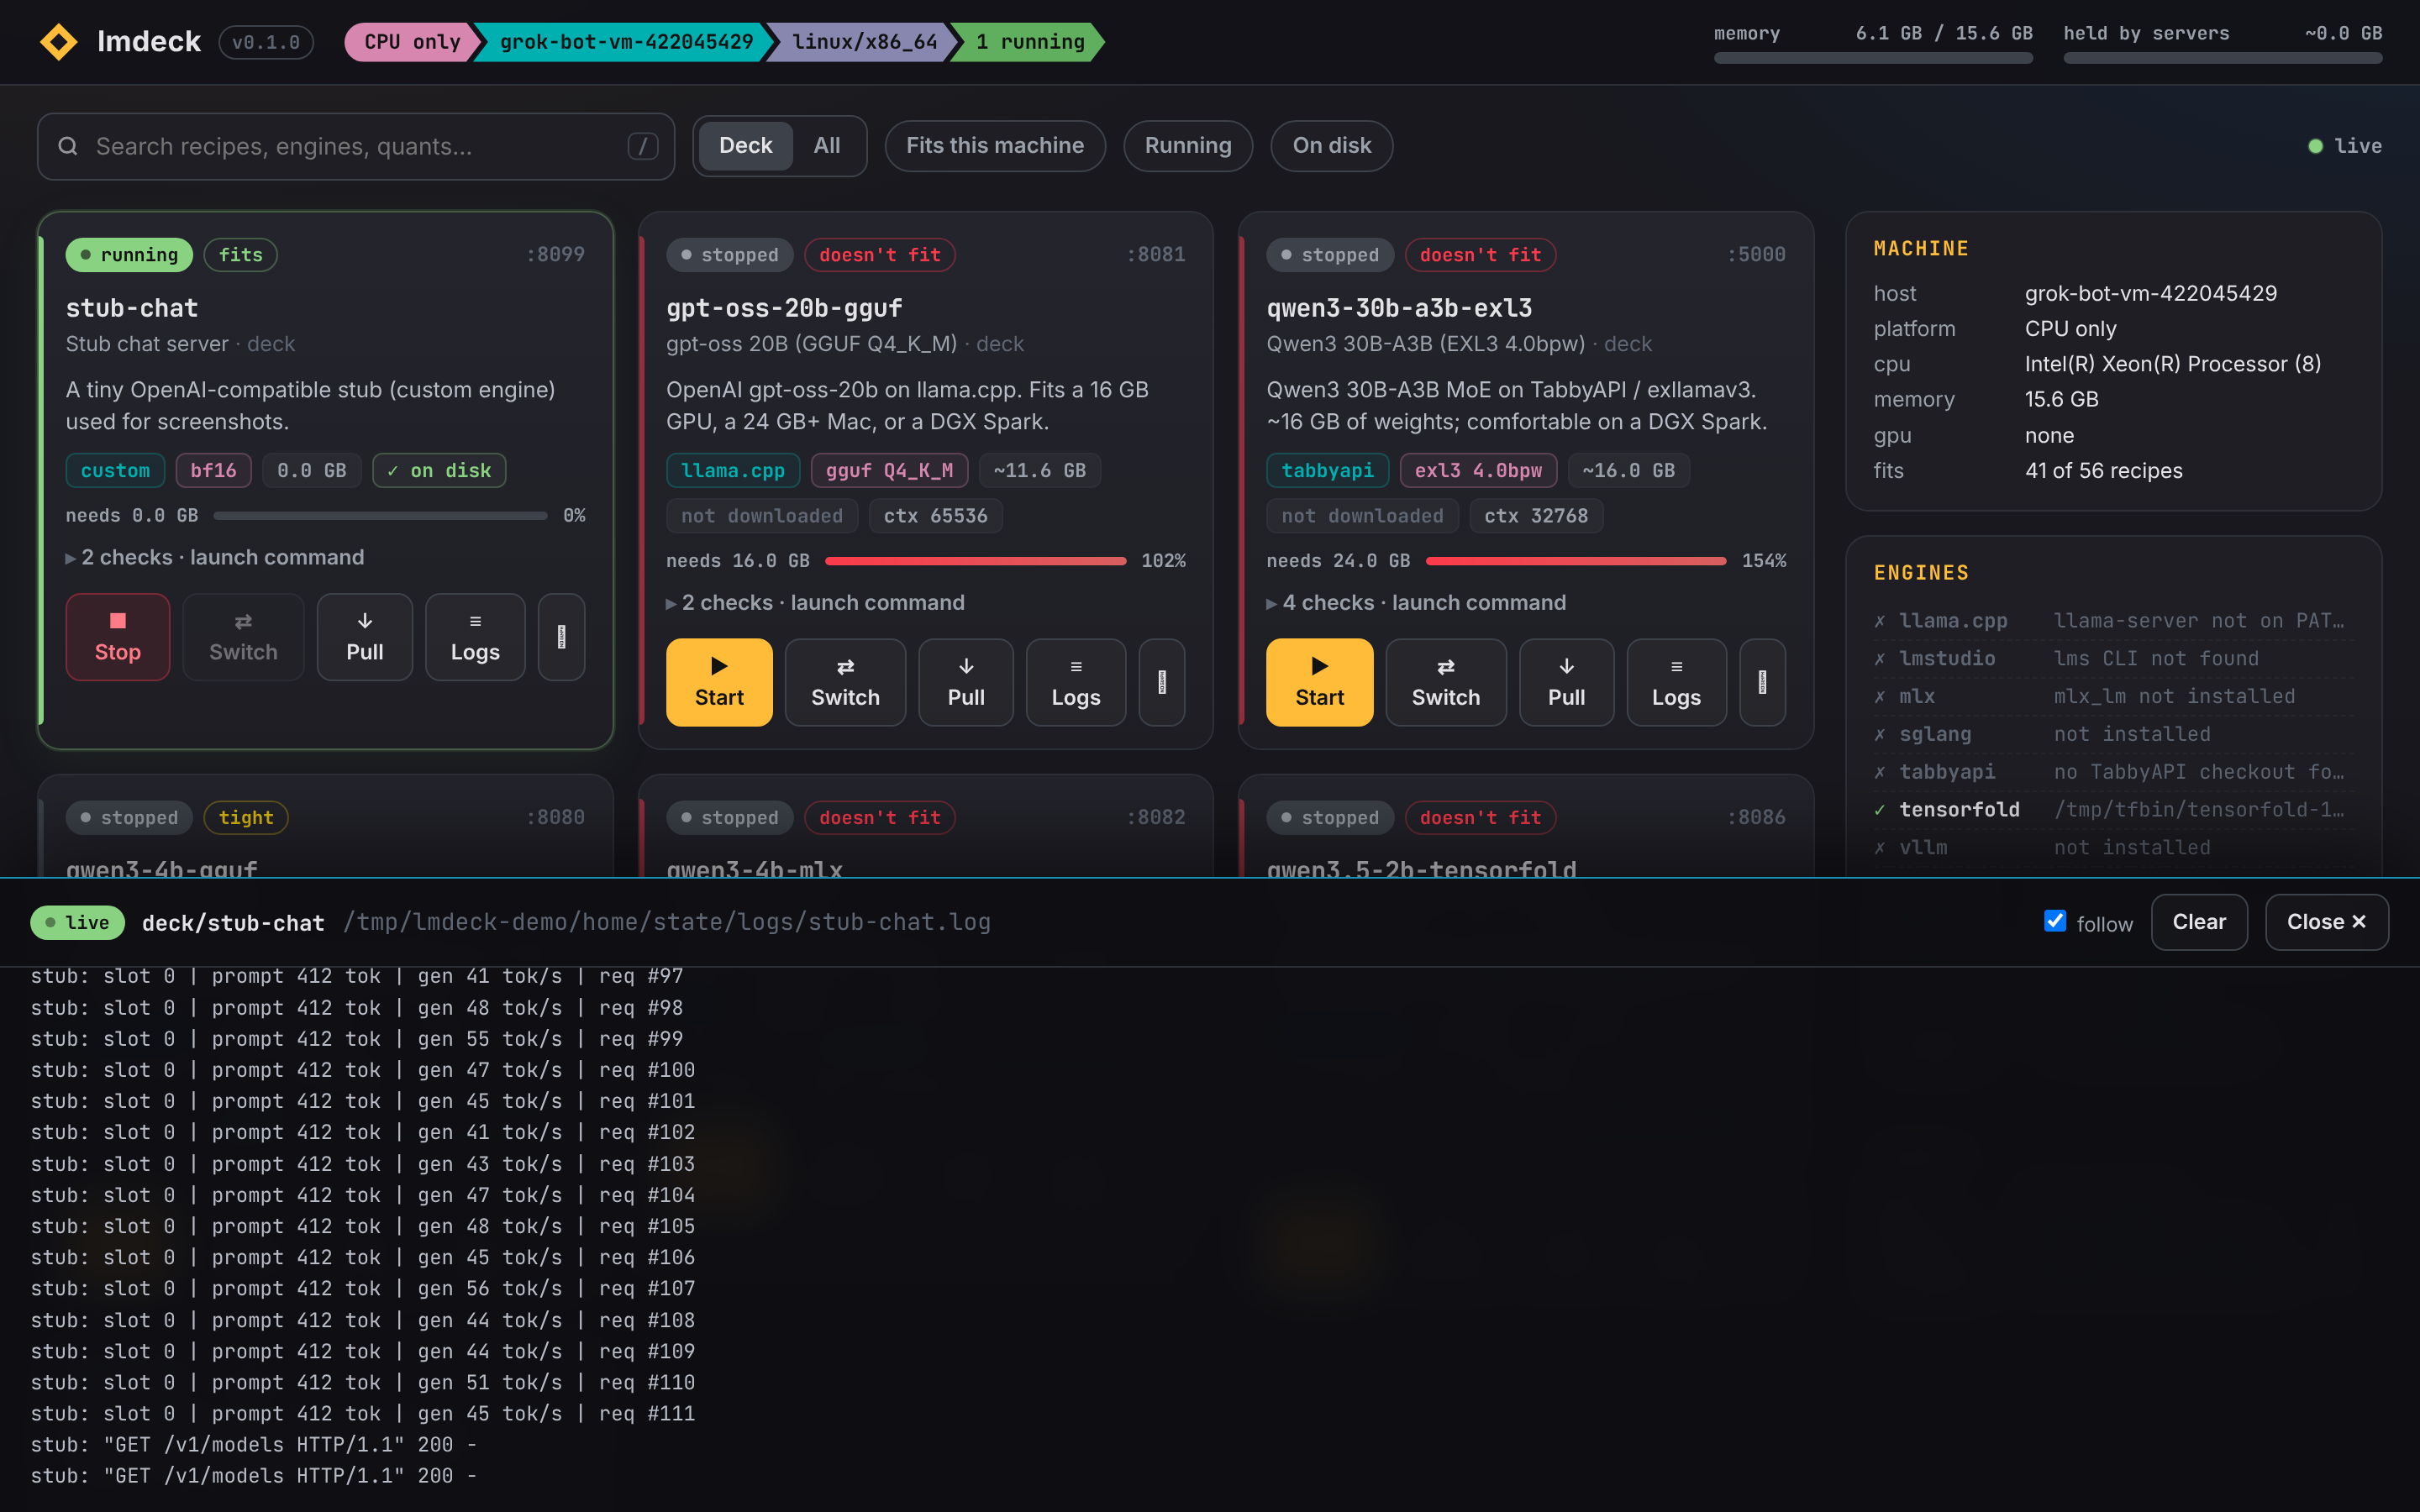 lmdeck v0.1.0 CPU only grok-bot-vm-422045429 linux/x86_64 1 running memory 6.1 GB / 15.6 GB held by servers ~0.0 GB
Search recipes, engines, quants... / Deck All Fits this machine Running On disk live
running fits :8099
stub-chat
Stub chat server · deck
A tiny OpenAI-compatible stub (custom engine)
used for screenshots.
custom bf16 0.0 GB ✓ on disk
needs 0.0 GB 0%
▸ 2 checks · launch command
Stop Switch Pull Logs
stopped doesn't fit :8081
gpt-oss-20b-gguf
gpt-oss 20B (GGUF Q4_K_M) · deck
OpenAI gpt-oss-20b on llama.cpp. Fits a 16 GB
GPU, a 24 GB+ Mac, or a DGX Spark.
llama.cpp gguf Q4_K_M ~11.6 GB
not downloaded ctx 65536
needs 16.0 GB 102%
▸ 2 checks · launch command
Start Switch Pull Logs
stopped doesn't fit :5000
qwen3-30b-a3b-exl3
Qwen3 30B-A3B (EXL3 4.0bpw) · deck
Qwen3 30B-A3B MoE on TabbyAPI / exllamav3.
~16 GB of weights; comfortable on a DGX Spark.
tabbyapi exl3 4.0bpw ~16.0 GB
not downloaded ctx 32768
needs 24.0 GB 154%
▸ 4 checks · launch command
Start Switch Pull Logs
MACHINE
host grok-bot-vm-422045429
platform CPU only
cpu Intel(R) Xeon(R) Processor (8)
memory 15.6 GB
gpu none
fits 41 of 56 recipes
ENGINES
✗ llama.cpp llama-server not on PAT…
✗ lmstudio lms CLI not found
✗ mlx mlx_lm not installed
✗ sglang not installed
✗ tabbyapi no TabbyAPI checkout fo…
✓ tensorfold /tmp/tfbin/tensorfold-1…
✗ vllm not installed
stopped tight :8080
qwen3-4b-gguf
stopped doesn't fit :8082
qwen3-4b-mlx
stopped doesn't fit :8086
qwen3.5-2b-tensorfold
live deck/stub-chat /tmp/lmdeck-demo/home/state/logs/stub-chat.log follow Clear Close ✕
stub: slot 0 | prompt 412 tok | gen 41 tok/s | req #97
stub: slot 0 | prompt 412 tok | gen 48 tok/s | req #98
stub: slot 0 | prompt 412 tok | gen 55 tok/s | req #99
stub: slot 0 | prompt 412 tok | gen 47 tok/s | req #100
stub: slot 0 | prompt 412 tok | gen 45 tok/s | req #101
stub: slot 0 | prompt 412 tok | gen 41 tok/s | req #102
stub: slot 0 | prompt 412 tok | gen 43 tok/s | req #103
stub: slot 0 | prompt 412 tok | gen 47 tok/s | req #104
stub: slot 0 | prompt 412 tok | gen 48 tok/s | req #105
stub: slot 0 | prompt 412 tok | gen 45 tok/s | req #106
stub: slot 0 | prompt 412 tok | gen 56 tok/s | req #107
stub: slot 0 | prompt 412 tok | gen 44 tok/s | req #108
stub: slot 0 | prompt 412 tok | gen 44 tok/s | req #109
stub: slot 0 | prompt 412 tok | gen 51 tok/s | req #110
stub: slot 0 | prompt 412 tok | gen 45 tok/s | req #111
stub: "GET /v1/models HTTP/1.1" 200 -
stub: "GET /v1/models HTTP/1.1" 200 -